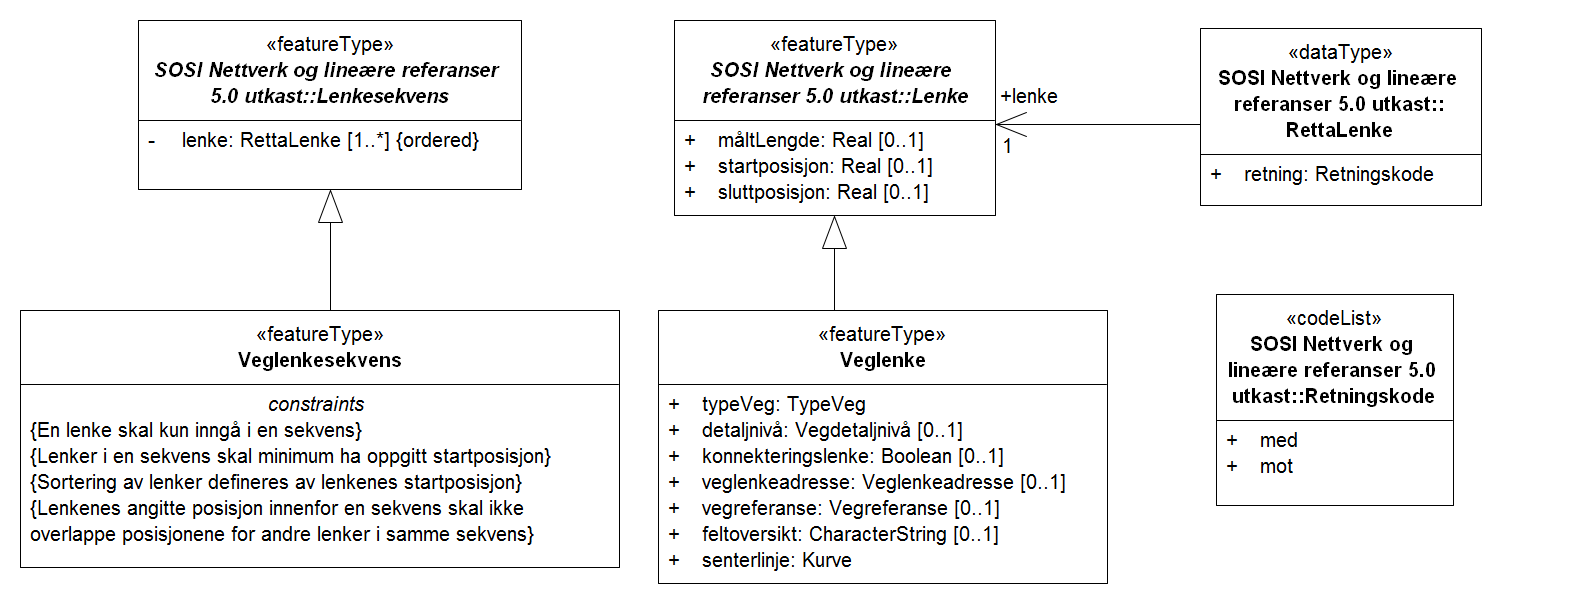 «featureType»
SOSI Nettverk og lineære referanser
5.0 utkast::Lenkesekvens
- lenke: RettaLenke [1..*] {ordered}
«featureType»
SOSI Nettverk og lineære
referanser 5.0 utkast::Lenke
+ måltLengde: Real [0..1]
+ startposisjon: Real [0..1]
+ sluttposisjon: Real [0..1]
+lenke
1
«dataType»
SOSI Nettverk og lineære
referanser 5.0 utkast::
RettaLenke
+ retning: Retningskode
«featureType»
Veglenkesekvens
constraints
{En lenke skal kun inngå i en sekvens}
{Lenker i en sekvens skal minimum ha oppgitt startposisjon}
{Sortering av lenker defineres av lenkenes startposisjon}
{Lenkenes angitte posisjon innenfor en sekvens skal ikke
overlappe posisjonene for andre lenker i samme sekvens}
«featureType»
Veglenke
+ typeVeg: TypeVeg
+ detaljnivå: Vegdetaljnivå [0..1]
+ konnekteringslenke: Boolean [0..1]
+ veglenkeadresse: Veglenkeadresse [0..1]
+ vegreferanse: Vegreferanse [0..1]
+ feltoversikt: CharacterString [0..1]
+ senterlinje: Kurve
«codeList»
SOSI Nettverk og
lineære referanser 5.0
utkast::Retningskode
+ med
+ mot